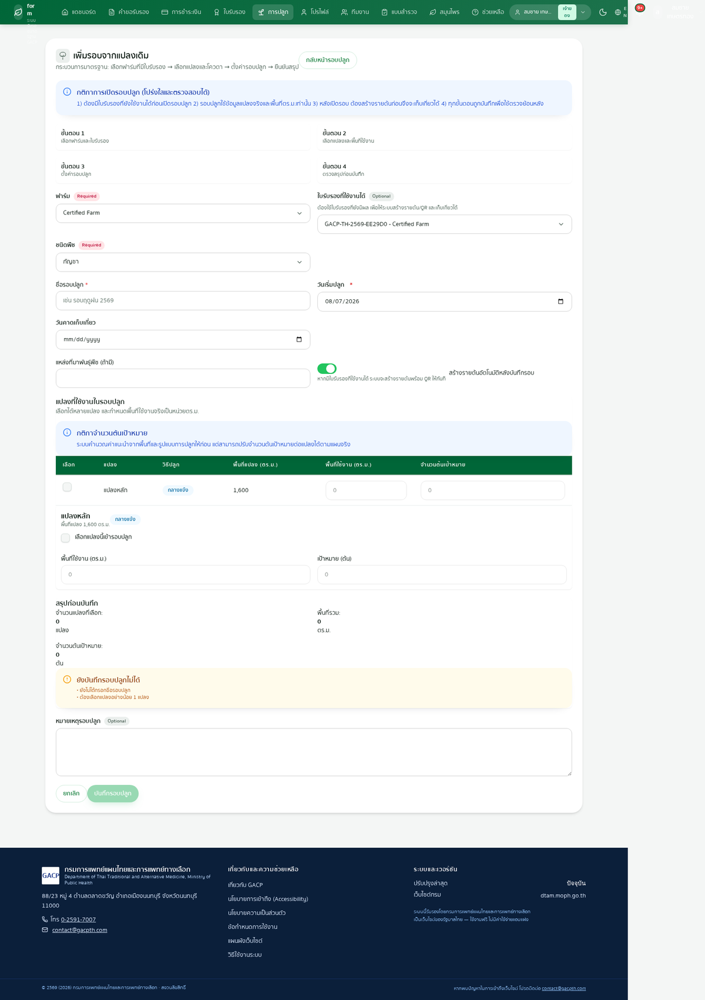 for
m
ระบบ
แดชบอร์ด
คำขอรับรอง
การชำระเงิน
ใบรับรอง
การปลูก
โปรไฟล์
ทีมงาน
แบบสำรวจ
สมุนไพร
ช่วยเหลือ
สมชาย เกษ...
เจ้าข
อง
E
N
9+
เพิ่มรอบจากแปลงเดิม
กระบวนการมาตรฐาน: เลือกฟาร์มที่มีใบรับรอง → เลือกแปลงและโควตา → ตั้งค่ารอบปลูก → ยืนยันสรุป
กลับหน้ารอบปลูก
กติกาการเปิดรอบปลูก (โปร่งใสและตรวจสอบได้)
1) ต้องมีใบรับรองที่ยังใช้งานได้ก่อนเปิดรอบปลูก 2) รอบปลูกใช้ข้อมูลแปลงจริงและพื้นที่ตร.ม.เท่านั้น 3) หลังเปิดรอบ ต้องสร้างรายต้นก่อนจึงจะเก็บเกี่ยวได้ 4) ทุกขั้นตอนถูกบันทึกเพื่อใช้ตรวจย้อนหลัง
ขั้นตอน 1
เลือกฟาร์มและใบรับรอง
ขั้นตอน 2
เลือกแปลงและพื้นที่ใช้งาน
ขั้นตอน 3
ตั้งค่ารอบปลูก
ขั้นตอน 4
ตรวจสรุปก่อนบันทึก
ฟาร์ม Required
Certified Farm
ใบรับรองที่ใช้งานได้ Optional
ต้องใช้ใบรับรองที่ยังมีผล เพื่อให้ระบบสร้างรายต้น/QR และเก็บเกี่ยวได้
GACP-TH-2569-EE29D0 - Certified Farm
ชนิดพืช Required
กัญชา
ชื่อรอบปลูก *
เช่น รอบฤดูฝน 2569
วันเริ่มปลูก *
08/07/2026
วันคาดเก็บเกี่ยว
mm/dd/yyyy
แหล่งที่มาพันธุ์พืช (ถ้ามี)
หากมีใบรับรองที่ใช้งานได้ ระบบจะสร้างรายต้นพร้อม QR ให้ทันที
สร้างรายต้นอัตโนมัติหลังบันทึกรอบ
แปลงที่ใช้งานในรอบปลูก
เลือกได้หลายแปลง และกำหนดพื้นที่ใช้งานจริงเป็นหน่วยตร.ม.
กติกาจำนวนต้นเป้าหมาย
ระบบคำนวณค่าแนะนำจากพื้นที่และรูปแบบการปลูกให้ก่อน แต่สามารถปรับจำนวนต้นเป้าหมายต่อแปลงได้ตามแผนจริง
เลือก แปลง วิธีปลูก พื้นที่แปลง (ตร.ม.) พื้นที่ใช้งาน (ตร.ม.) จำนวนต้นเป้าหมาย
แปลงหลัก กลางแจ้ง 1,600 0 0
แปลงหลัก
พื้นที่แปลง 1,600 ตร.ม.
กลางแจ้ง
เลือกแปลงนี้เข้ารอบปลูก
พื้นที่ใช้งาน (ตร.ม.)
0
เป้าหมาย (ต้น)
0
สรุปก่อนบันทึก
จำนวนแปลงที่เลือก:
0
แปลง
พื้นที่รวม:
0
ตร.ม.
จำนวนต้นเป้าหมาย:
0
ต้น
ยังบันทึกรอบปลูกไม่ได้
• ยังไม่ได้กรอกชื่อรอบปลูก
• ต้องเลือกแปลงอย่างน้อย 1 แปลง
หมายเหตุรอบปลูก Optional
ยกเลิก
บันทึกรอบปลูก
GACP
กรมการแพทย์แผนไทยและการแพทย์ทางเลือก
Department of Thai Traditional and Alternative Medicine, Ministry of
Public Health
88/23 หมู่ 4 ตำบลตลาดขวัญ อำเภอเมืองนนทบุรี จังหวัดนนทบุรี
11000
โทร 0-2591-7007
contact@gacpth.com
เกี่ยวกับและความช่วยเหลือ
เกี่ยวกับ GACP
นโยบายการเข้าถึง (Accessibility)
นโยบายความเป็นส่วนตัว
ข้อกำหนดการใช้งาน
แผนผังเว็บไซต์
วิธีใช้งานระบบ
ระบบและเวอร์ชัน
ปรับปรุงล่าสุด ปัจจุบัน
เว็บไซต์กรม dtam.moph.go.th
ระบบนี้รับรองโดยกรมการแพทย์แผนไทยและการแพทย์ทางเลือก
เป็นเว็บไซต์ของรัฐบาลไทย — ใช้งานฟรี ไม่มีค่าใช้จ่ายแอบแฝง
© 2569 (2026) กรมการแพทย์แผนไทยและการแพทย์ทางเลือก · สงวนลิขสิทธิ์
หากพบปัญหาในการเข้าถึงเว็บไซต์ โปรดติดต่อ contact@gacpth.com